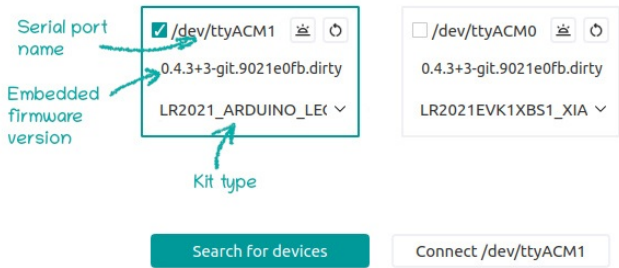 Serial port
name
/dev/ttyACM1
/dev/ttyACM0
0.4.3+3-git.9021e0fb.dirty
0.4.3+3-git.9021e0fb.dirty
Embedded
firmware
version
LR2021_ARDUINO_LE(
LR2021EVK1XBS1_XIA
Kit type
Search for devices
Connect /dev/ttyACM1